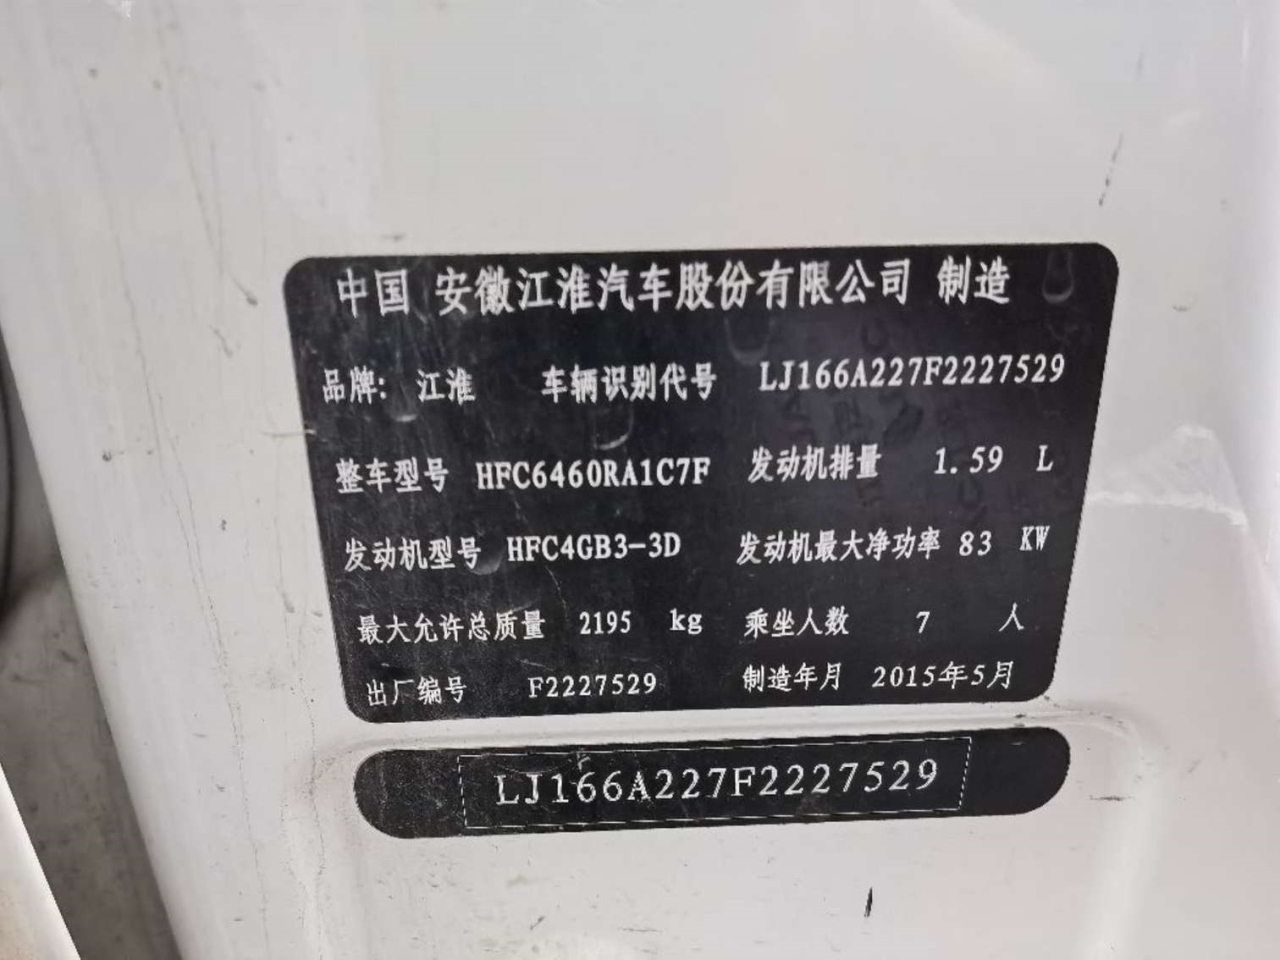 中国 安徽江淮汽车股份有限公司 制造
品牌: 江淮 车辆识别代号 LJ166A227F2227529
整车型号 HFC6460RA1C7F 发动机排量 1.59 L
发动机型号 HFC4GB3-3D 发动机最大净功率 83 KW
最大允许总质量 2195 kg 乘坐人数 7 人
出厂编号 F2227529 制造年月 2015年5月
LJ166A227F2227529